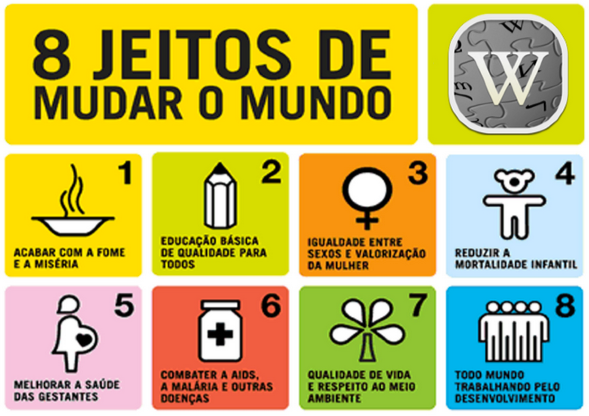 8 JEITOS DE
MUDAR O MUNDO
W
1
ACABAR COM A FOME
E A MISÉRIA
2
EDUCAÇÃO BÁSICA
DE QUALIDADE PARA
TODOS
3
IGUALDADE ENTRE
SEXOS E VALORIZAÇÃO
DA MULHER
4
REDUZIR A
MORTALIDADE INFANTIL
5
MELHORAR A SAÚDE
DAS GESTANTES
6
COMBATER A AIDS,
A MALÁRIA E OUTRAS
DOENÇAS
7
QUALIDADE DE VIDA
E RESPEITO AO MEIO
AMBIENTE
8
TODO MUNDO
TRABALHANDO PELO
DESENVOLVIMENTO